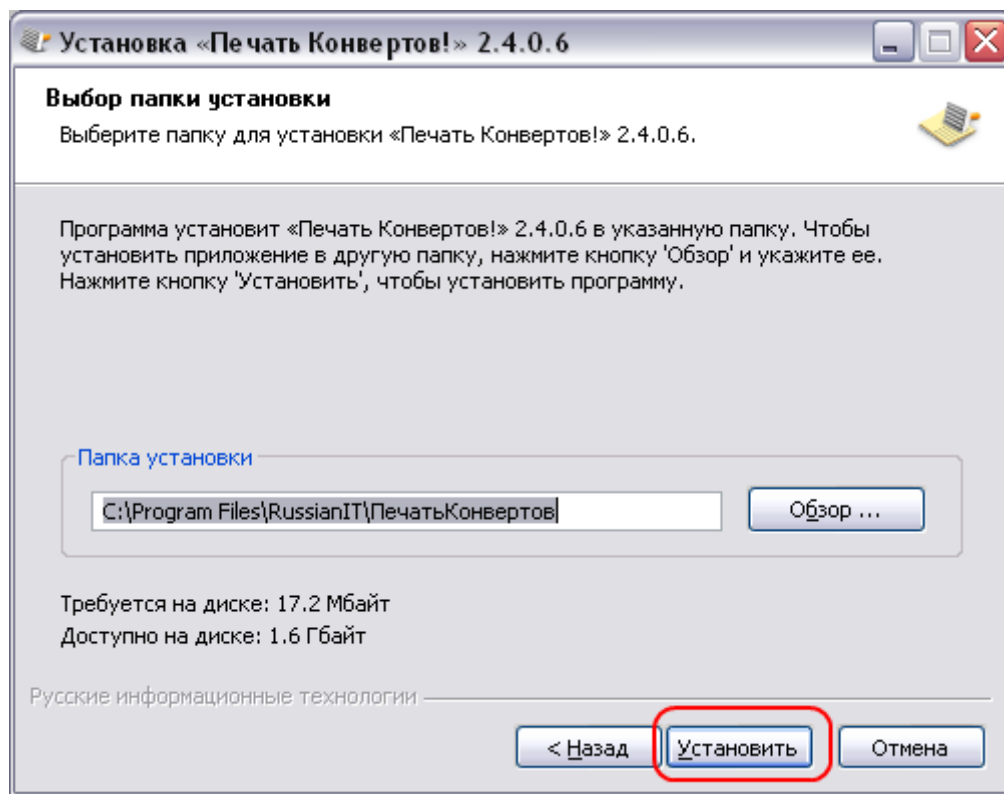 Установка «Печать Конвертов!» 2.4.0.6
Выбор папки установки
Выберите папку для установки «Печать Конвертов!» 2.4.0.6.
Программа установит «Печать Конвертов!» 2.4.0.6 в указанную папку. Чтобы
установить приложение в другую папку, нажмите кнопку 'Обзор' и укажите ее.
Нажмите кнопку 'Установить', чтобы установить программу.
Папка установки
C:\Program Files\RussianIT\ПечатьКонвертов
Обзор ...
Требуется на диске: 17.2 Мбайт
Доступно на диске: 1.6 Гбайт
Русские информационные технологии
< Назад
Установить
Отмена